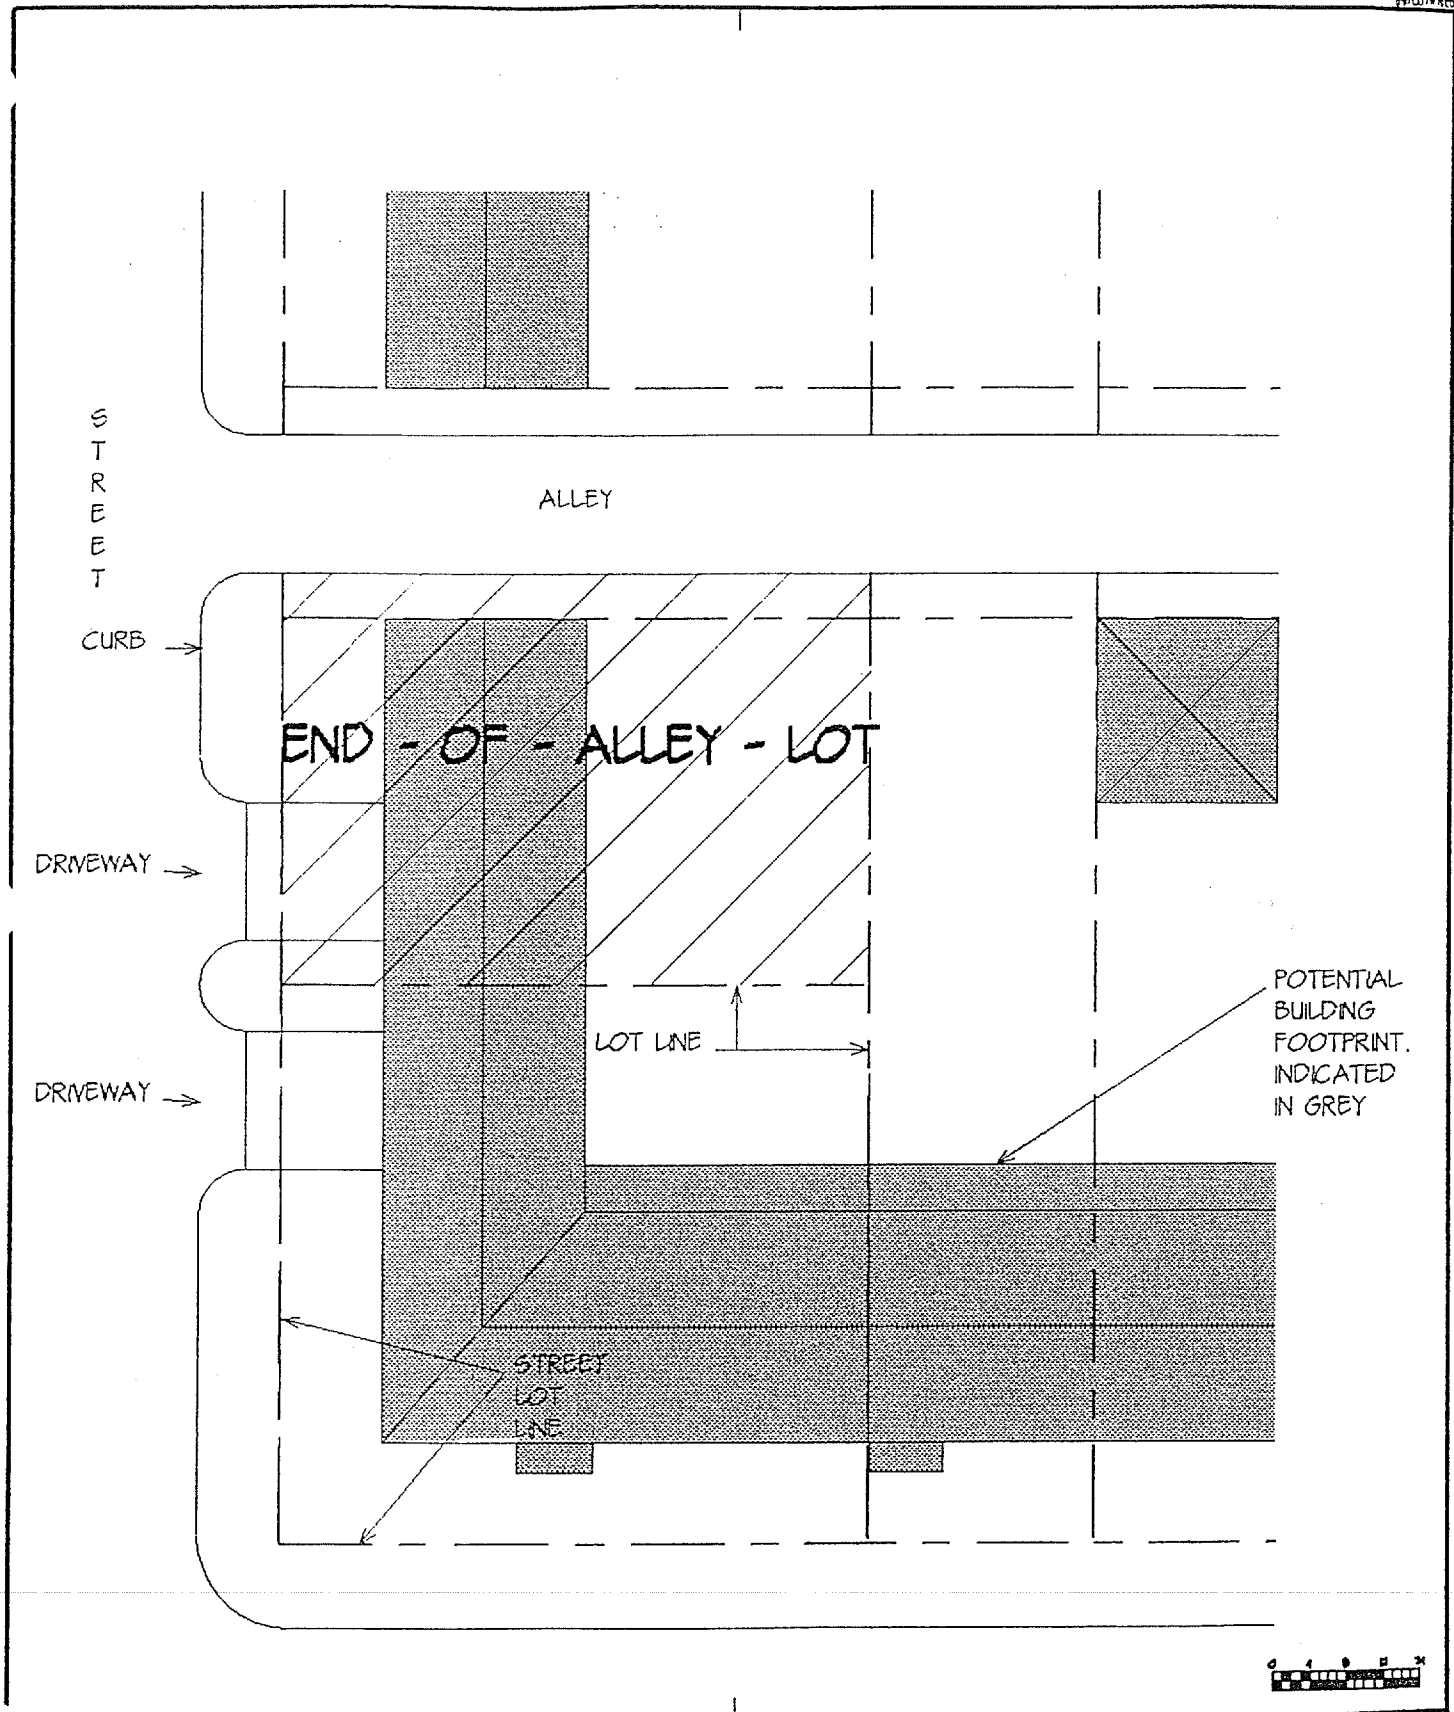 S
T
R
E
E
T
ALLEY
CURB
END - OF - ALLEY - LOT
DRIVEWAY
POTENTIAL
BUILDING
FOOTPRINT.
INDICATED
IN GREY
LOT LINE
DRIVEWAY
STREET
LOT
LINE